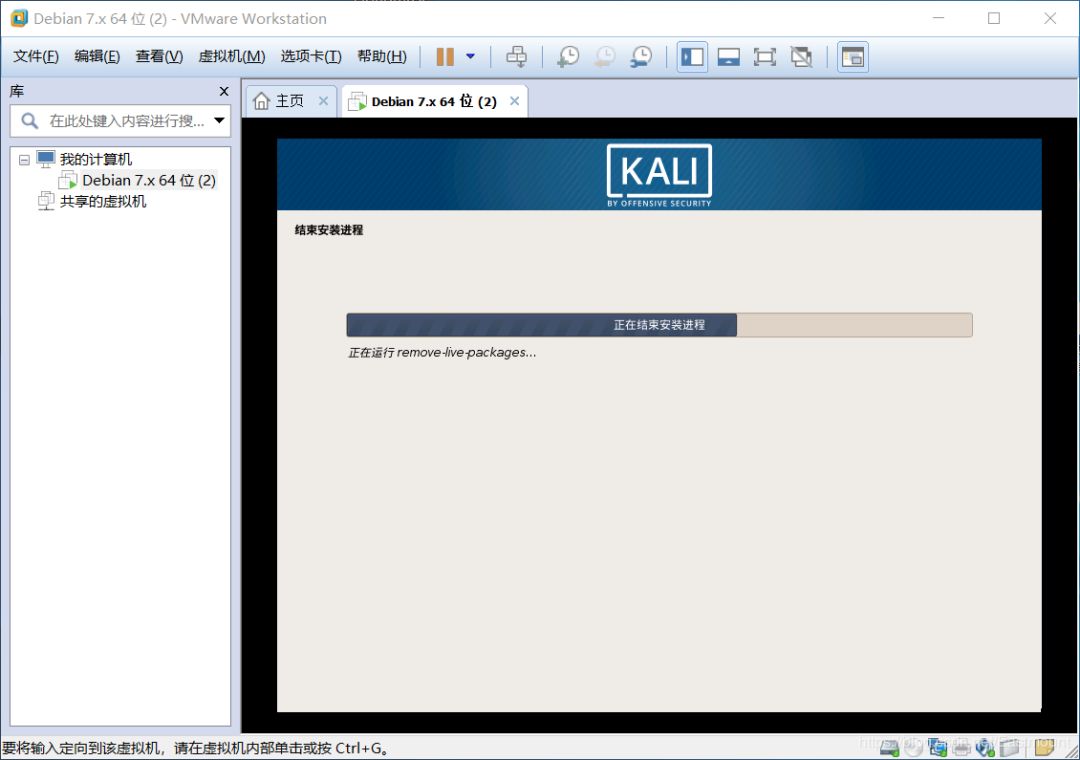 Debian 7.x 64 位 (2) - VMware Workstation
文件(F) 编辑(E) 查看(V) 虚拟机(M) 选项卡(T) 帮助(H)
库 X
在此处键入内容进行搜...
我的计算机
Debian 7.x 64 位 (2)
共享的虚拟机
主页
Debian 7.x 64 位 (2)
KALI
BY OFFENSIVE SECURITY
结束安装进程
正在结束安装进程
正在运行 remove-live-packages...
要将输入定向到该虚拟机，请在虚拟机内部单击或按 Ctrl+G。